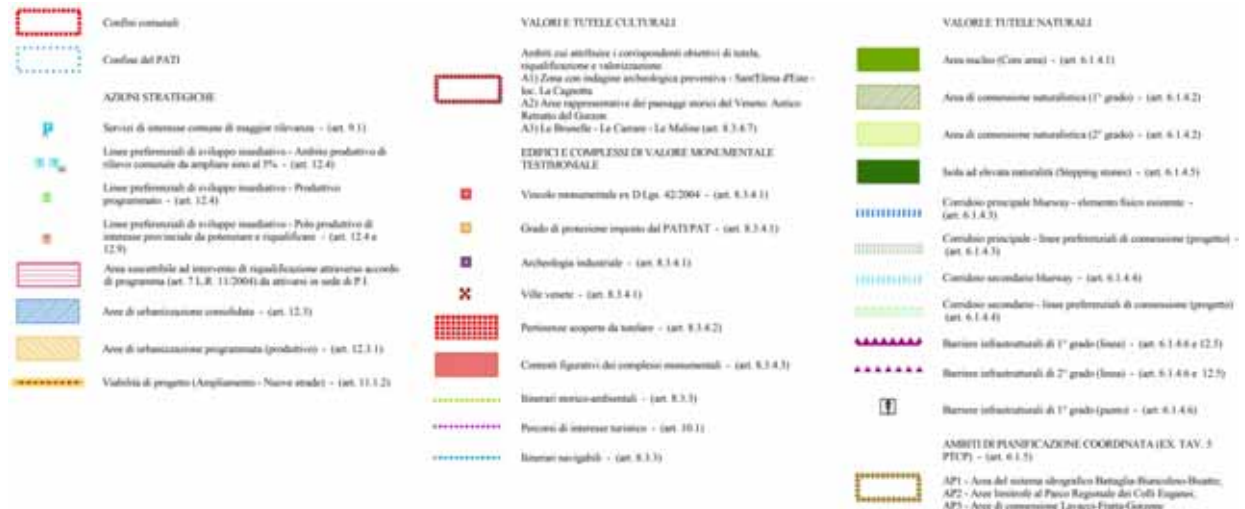 Confini comunali
Confine del PATI
AZIONI STRATEGICHE
Servizi di interesse comune di maggior rilevanza - (art. 9.1)
Linee preferenziali di sviluppo insediativo - Ambito produttivo di
rilievo comunale da ampliare sino al 5% - (art. 12.4)
Linee preferenziali di sviluppo insediativo - Produttivo
programmato - (art. 12.4)
Linee preferenziali di sviluppo insediativo - Polo produttivo di
interesse provinciale da potenziare e riqualificare - (art. 12.4 e
12.9)
Area suscettibile ad intervento di riqualificazione attraverso accordo
di programma (art. 7 L.R. 11/2004) da attivarsi in sede di P.I.
Aree di urbanizzazione consolidata - (art. 12.3)
Aree di urbanizzazione programmata (produttivo) - (art. 12.3.1)
Viabilità di progetto (Ampliamento - Nuove strade) - (art. 11.1.2)
VALORI E TUTELE CULTURALI
Ambiti cui attribuire i corrispondenti obiettivi di tutela,
riqualificazione e valorizzazione
A1) Zona con indagine archeologica preventiva - Sant'Elena d'Este -
loc. La Cagnotta
A2) Aree rappresentative dei paesaggi storici del Veneto: Antico
Retratto del Gorzon
A3) Le Brunelle - Le Carrare - Le Maline (art. 8.3.4.7)
EDIFICI E COMPLESSI DI VALORE MONUMENTALE
TESTIMONIALE
Vincolo monumentale ex D.Lgs. 42/2004 - (art. 8.3.4.1)
Grado di protezione imposto dal PATI/PAT - (art. 8.3.4.1)
Archeologia industriale - (art. 8.3.4.1)
Ville venete - (art. 8.3.4.1)
Pertinenze scoperte da tutelare - (art. 8.3.4.2)
Contesti figurativi dei complessi monumentali - (art. 8.3.4.3)
Itinerari storico-ambientali - (art. 8.3.3)
Percorsi di interesse turistico - (art. 10.1)
Itinerari navigabili - (art. 8.3.3)
VALORI E TUTELE NATURALI
Area nucleo (Core area) - (art. 6.1.4.1)
Area di connessione naturalistica (1° grado) - (art. 6.1.4.2)
Area di connessione naturalistica (2° grado) - (art. 6.1.4.2)
Isola ad elevata naturalità (Stepping stones) - (art. 6.1.4.5)
Corridoio principale blueway - elemento fisico esistente -
(art. 6.1.4.3)
Corridoio principale - linee preferenziali di connessione (progetto) -
(art. 6.1.4.3)
Corridoio secondario blueway - (art. 6.1.4.4)
Corridoio secondario - linee preferenziali di connessione (progetto)
(art. 6.1.4.4)
Barriere infrastrutturali di 1° grado (linea) - (art. 6.1.4.6 e 12.5)
Barriere infrastrutturali di 2° grado (linea) - (art. 6.1.4.6 e 12.5)
Barriere infrastrutturali di 1° grado (punto) - (art. 6.1.4.6)
AMBITI DI PIANIFICAZIONE COORDINATA (EX. TAV. 5
PTCP) - (art. 6.1.5)
AP1 - Area del sistema idrografico Battaglia-Biancolino-Bisatto;
AP2 - Aree limitrofe al Parco Regionale dei Colli Euganei;
AP5 - Aree di connessione Lavacci-Fratta-Gorzone